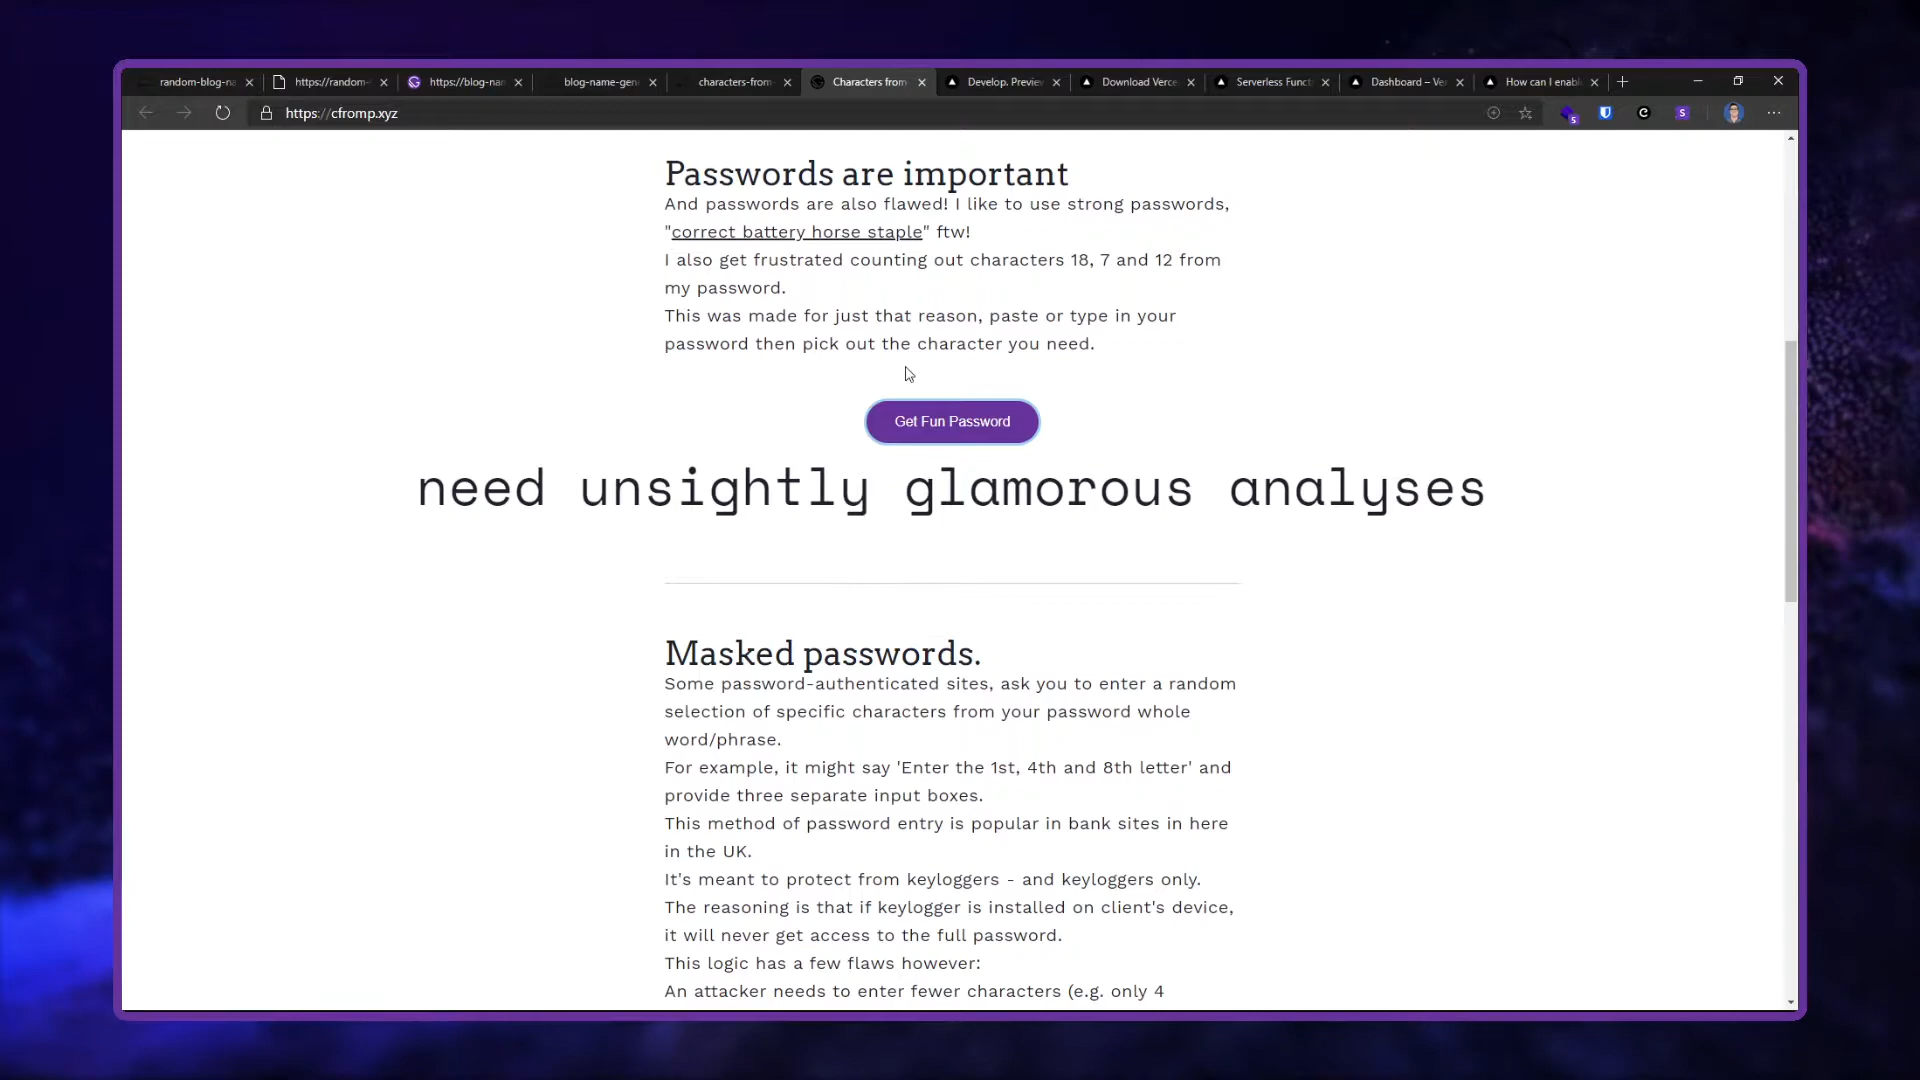 random-blog-na
https://random-
https://blog-nan
blog-name-gene
characters-from-
Characters from
Develop. Preview
Download Verce
Serverless Functi
Dashboard – Ver
How can I enabl
https://cfromp.xyz
Passwords are important
And passwords are also flawed! I like to use strong passwords,
"correct battery horse staple" ftw!
I also get frustrated counting out characters 18, 7 and 12 from
my password.
This was made for just that reason, paste or type in your
password then pick out the character you need.
Get Fun Password
need unsightly glamorous analyses
Masked passwords.
Some password-authenticated sites, ask you to enter a random
selection of specific characters from your password whole
word/phrase.
For example, it might say 'Enter the 1st, 4th and 8th letter' and
provide three separate input boxes.
This method of password entry is popular in bank sites in here
in the UK.
It's meant to protect from keyloggers - and keyloggers only.
The reasoning is that if keylogger is installed on client's device,
it will never get access to the full password.
This logic has a few flaws however:
An attacker needs to enter fewer characters (e.g. only 4